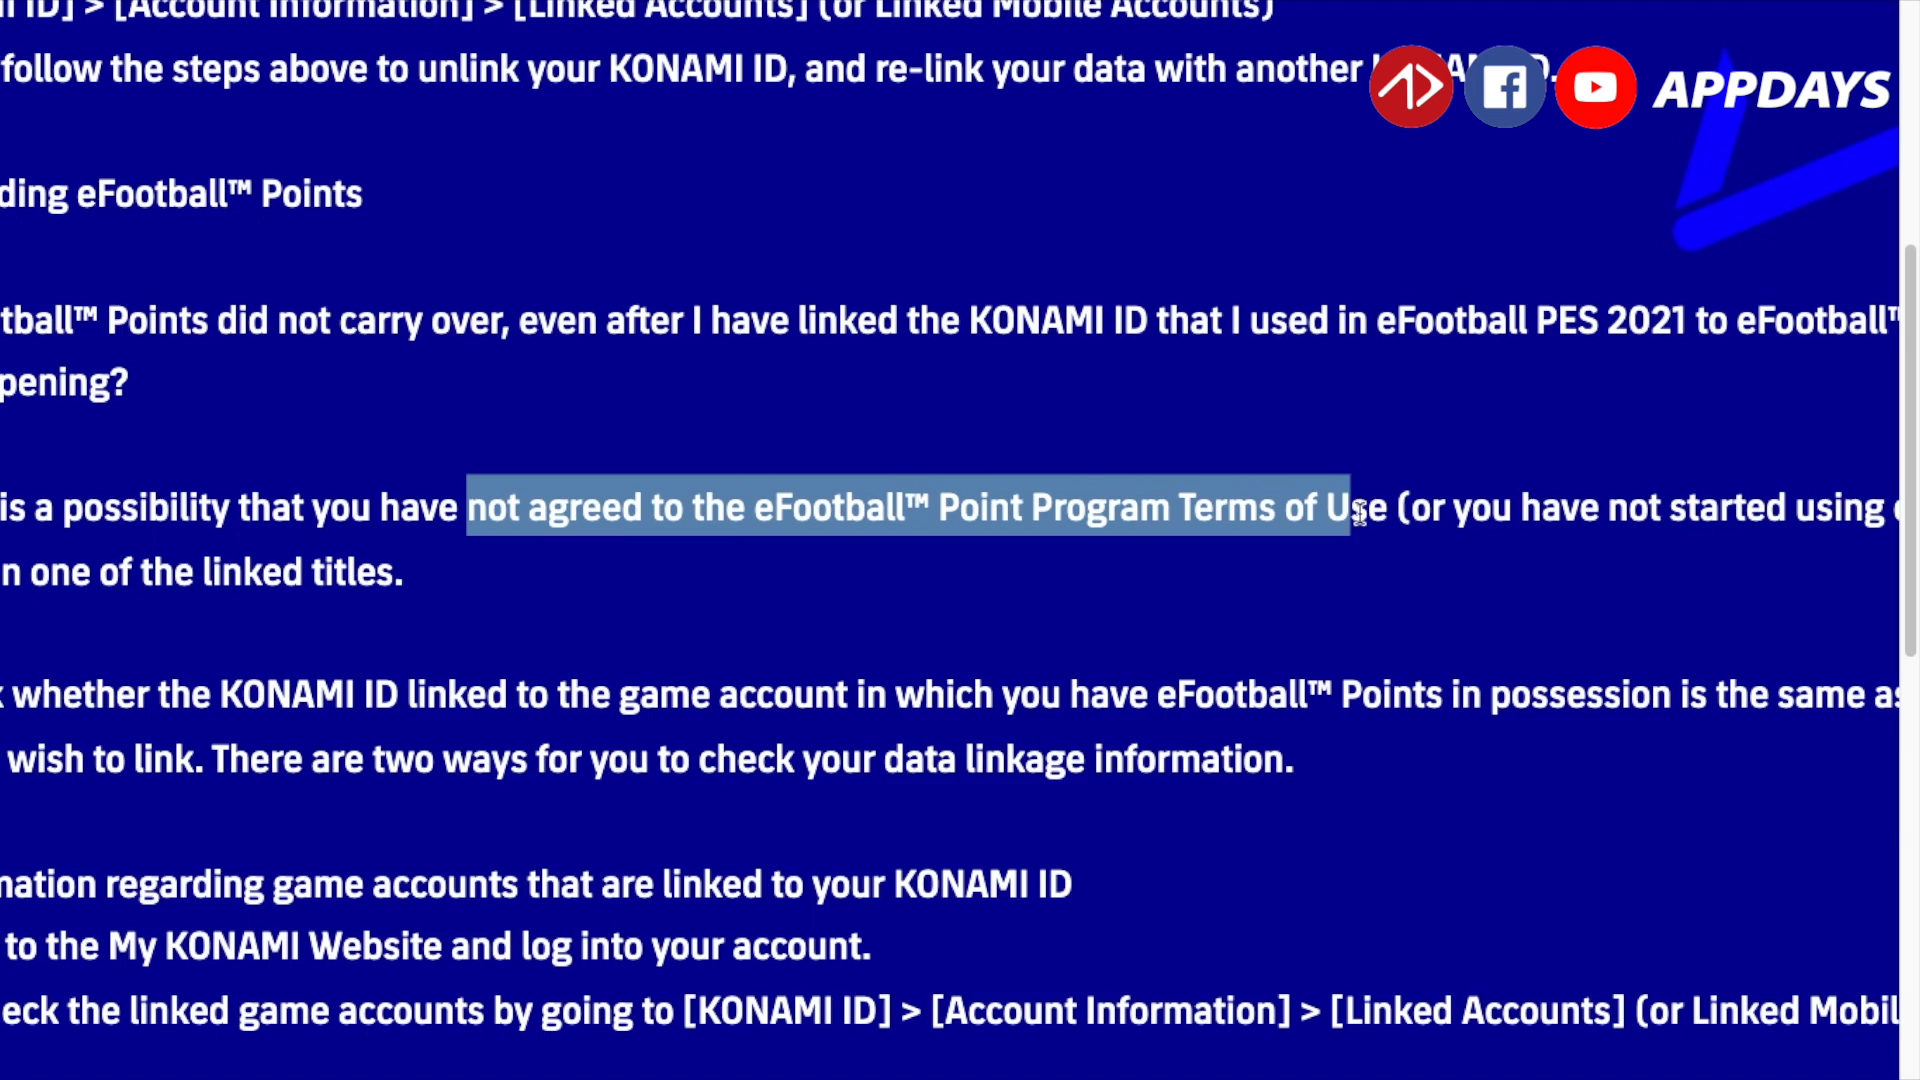 ID] > [Account Information] > [Linked Accounts] (or Linked Mobile Accounts)
follow the steps above to unlink your KONAMI ID, and re-link your data with another
APPDAYS
ding eFootball™ Points
tball™ Points did not carry over, even after I have linked the KONAMI ID that I used in eFootball PES 2021 to eFootball™
pening?
is a possibility that you have not agreed to the eFootball™ Point Program Terms of Use (or you have not started using
n one of the linked titles.
whether the KONAMI ID linked to the game account in which you have eFootball™ Points in possession is the same as
wish to link. There are two ways for you to check your data linkage information.
mation regarding game accounts that are linked to your KONAMI ID
to the My KONAMI Website and log into your account.
eck the linked game accounts by going to [KONAMI ID] > [Account Information] > [Linked Accounts] (or Linked Mobil